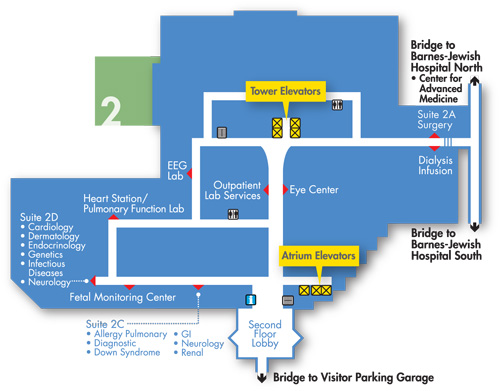 Bridge to
Barnes-Jewish
Hospital North
• Center for
Advanced
Medicine
2
Tower Elevators
Suite 2A
Surgery
EEG
Lab
Dialysis
Infusion
Outpatient
Lab Services
Eye Center
Heart Station/
Pulmonary Function Lab
Suite 2D
• Cardiology
• Dermatology
• Endocrinology
• Genetics
• Infectious
Diseases
• Neurology
Bridge to
Barnes-Jewish
Hospital South
Atrium Elevators
Fetal Monitoring Center
Suite 2C
• Allergy Pulmonary
• Diagnostic
• Down Syndrome
• GI
• Neurology
• Renal
Second
Floor
Lobby
Bridge to Visitor Parking Garage